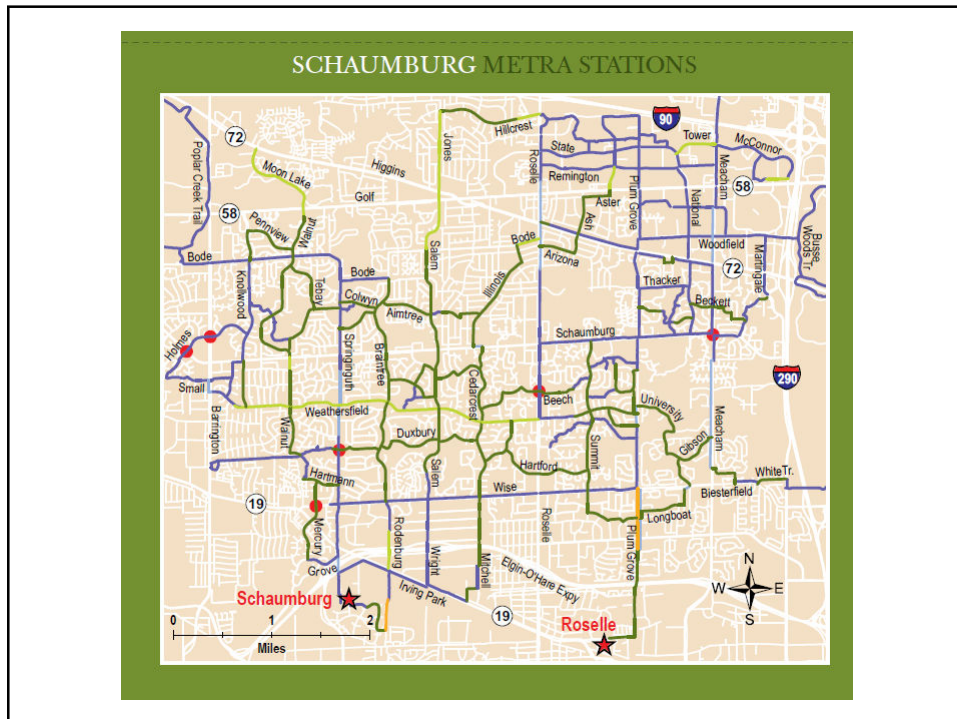 SCHAUMBURG METRA STATIONS
90
Tower
McConnor
72
Hillcrest
Jones
State
Roselle
Poplar Creek Trail
Moon Lake
Higgins
Remington
Plum Grove
Meacham
58
Golf
Aster
National
58
Pennview
Walnut
Ash
Bode
Woodfield
Busse
Woods Tr.
Bode
Salem
Arizona
72
Martingale
Knollwood
Tebay
Bode
Illinois
Thacker
Colwyn
Aimtree
Beckett
Schaumburg
Holmes
Springinguth
Braintree
290
Small
Cedarcrest
Beech
Weathersfield
University
Barrington
Walnut
Duxbury
Meacham
Gibson
Salem
Hartford
Summit
Hartmann
White Tr.
Wise
Biesterfield
19
Longboat
Mercury
Rodenburg
Roselle
Plum Grove
Grove
Wright
Mitchell
Elgin-O'Hare Expy
N
W
E
S
Schaumburg
Irving Park
19
Roselle
0
1
2
Miles